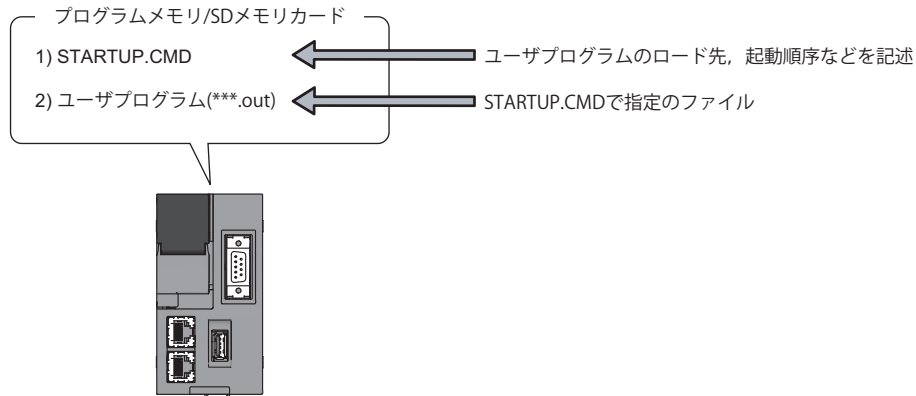 プログラムメモリ/SDメモリカード
1) STARTUP.CMD
ユーザプログラムのロード先，起動順序などを記述
2) ユーザプログラム(***.out)
STARTUP.CMDで指定のファイル